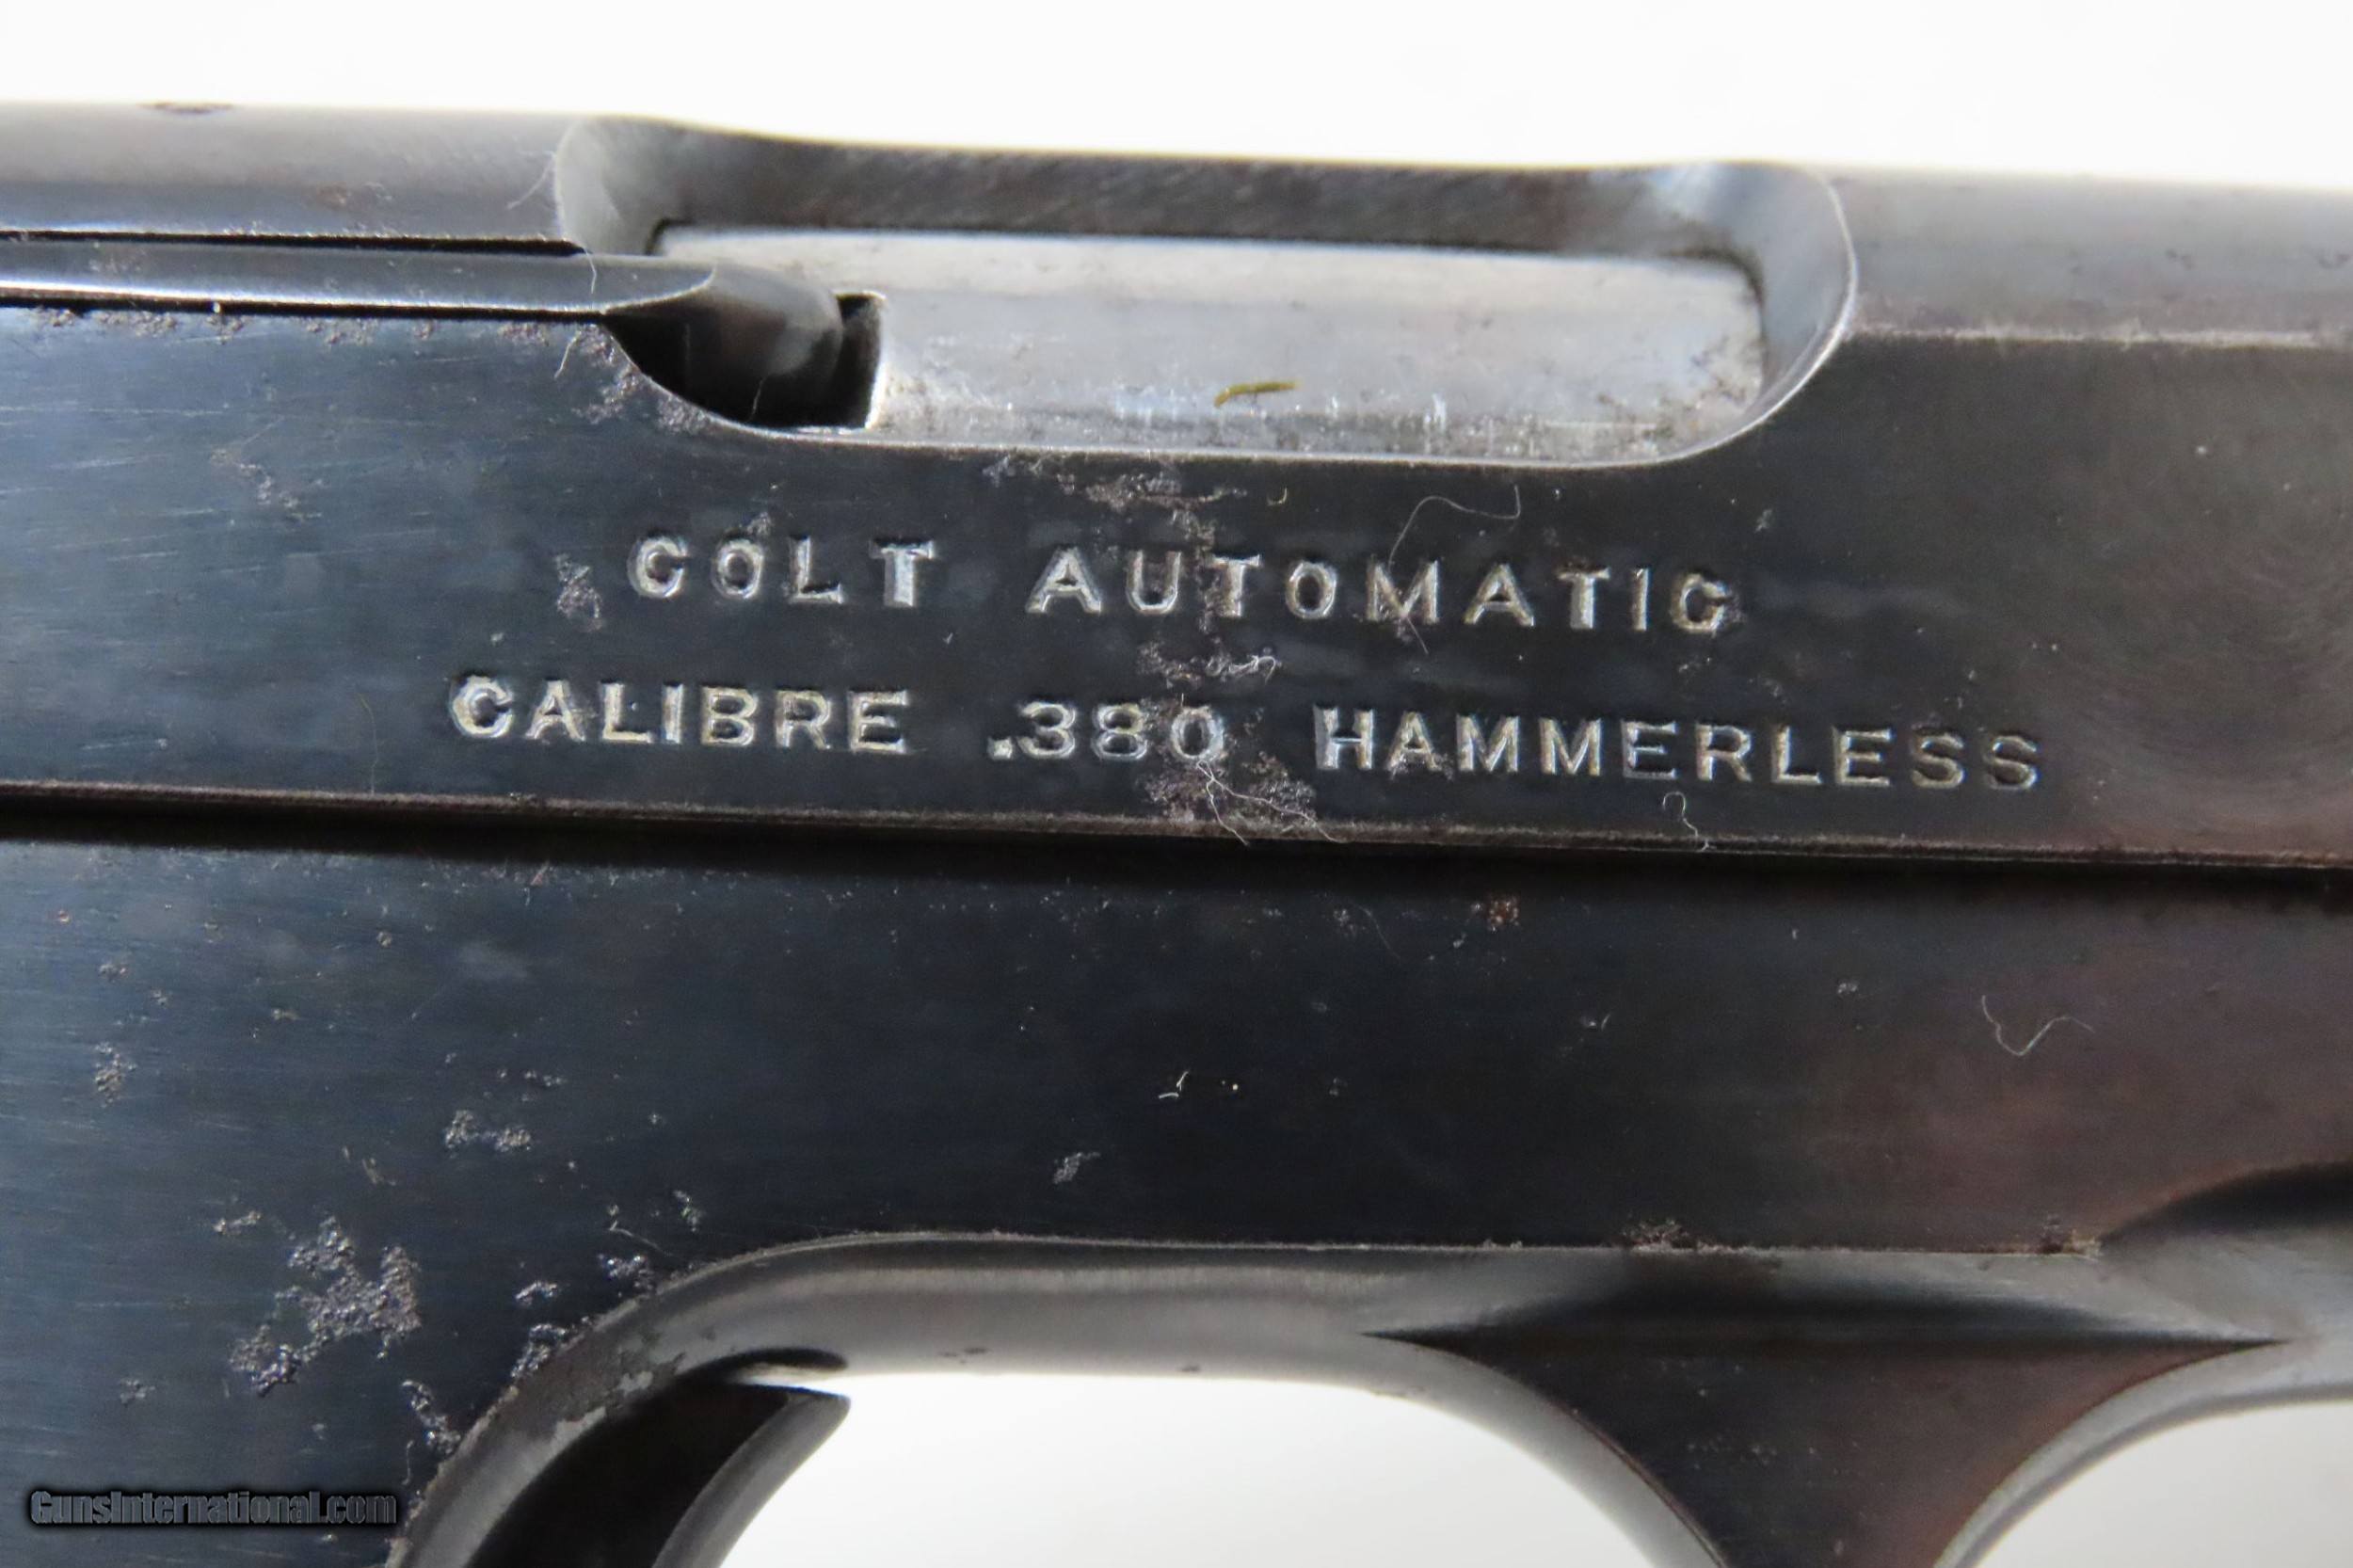 COLT AUTOMATIC
CALIBRE .380 HAMMERLESS
GunsInternational.com